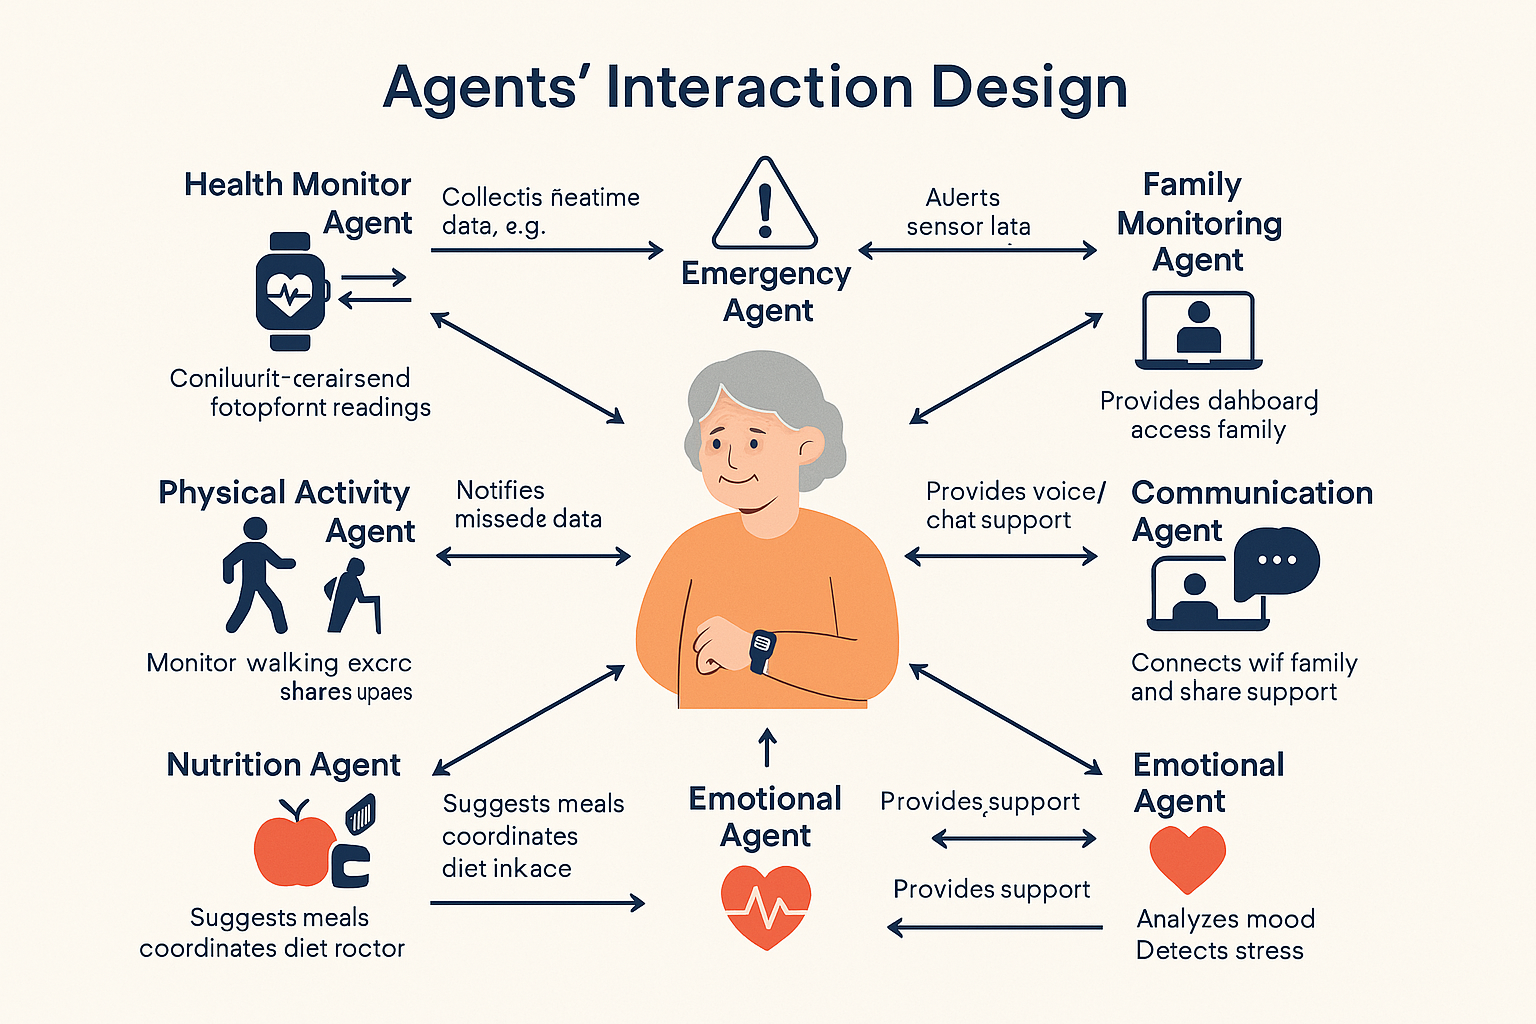 Agents’ Interaction Design
Health Monitor
Agent
Collectis ñeatime
data, e.g.
Coniluurit-cerairsend
fotopfornt readings
Emergency
Agent
Auerts
sensor lata
Family
Monitoring
Agent
Provides dahboard
access family
Physical Activity
Agent
Notifies
missede data
Monitor walking excrc
shares upaes
Provides voice/
chat support
Communication
Agent
Connects wif family
and share support
Nutrition Agent
Suggests meals
coordinates
diet inkace
Suggests meals
coordinates diet roctor
Emotional
Agent
Provides support
Provides support
Emotional
Agent
Analyzes mood
Detects stress